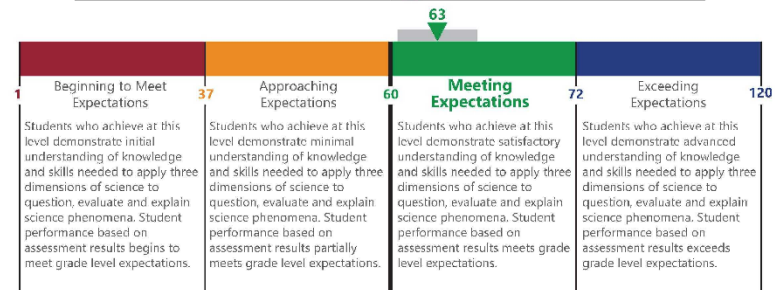 63
1
37
60
72
120
Beginning to Meet
Expectations
Students who achieve at this
level demonstrate initial
understanding of knowledge
and skills needed to apply three
dimensions of science to
question, evaluate and explain
science phenomena. Student
performance based on
assessment results begins to
meet grade level expectations.
Approaching
Expectations
Students who achieve at this
level demonstrate minimal
understanding of knowledge
and skills needed to apply three
dimensions of science to
question, evaluate and explain
science phenomena. Student
performance based on
assessment results partially
meets grade level expectations.
Meeting
Expectations
Students who achieve at this
level demonstrate satisfactory
understanding of knowledge
and skills needed to apply three
dimensions of science to
question, evaluate and explain
science phenomena. Student
performance based on
assessment results meets grade
level expectations.
Exceeding
Expectations
Students who achieve at this
level demonstrate advanced
understanding of knowledge
and skills needed to apply three
dimensions of science to
question, evaluate and explain
science phenomena. Student
performance based on
assessment results exceeds
grade level expectations.